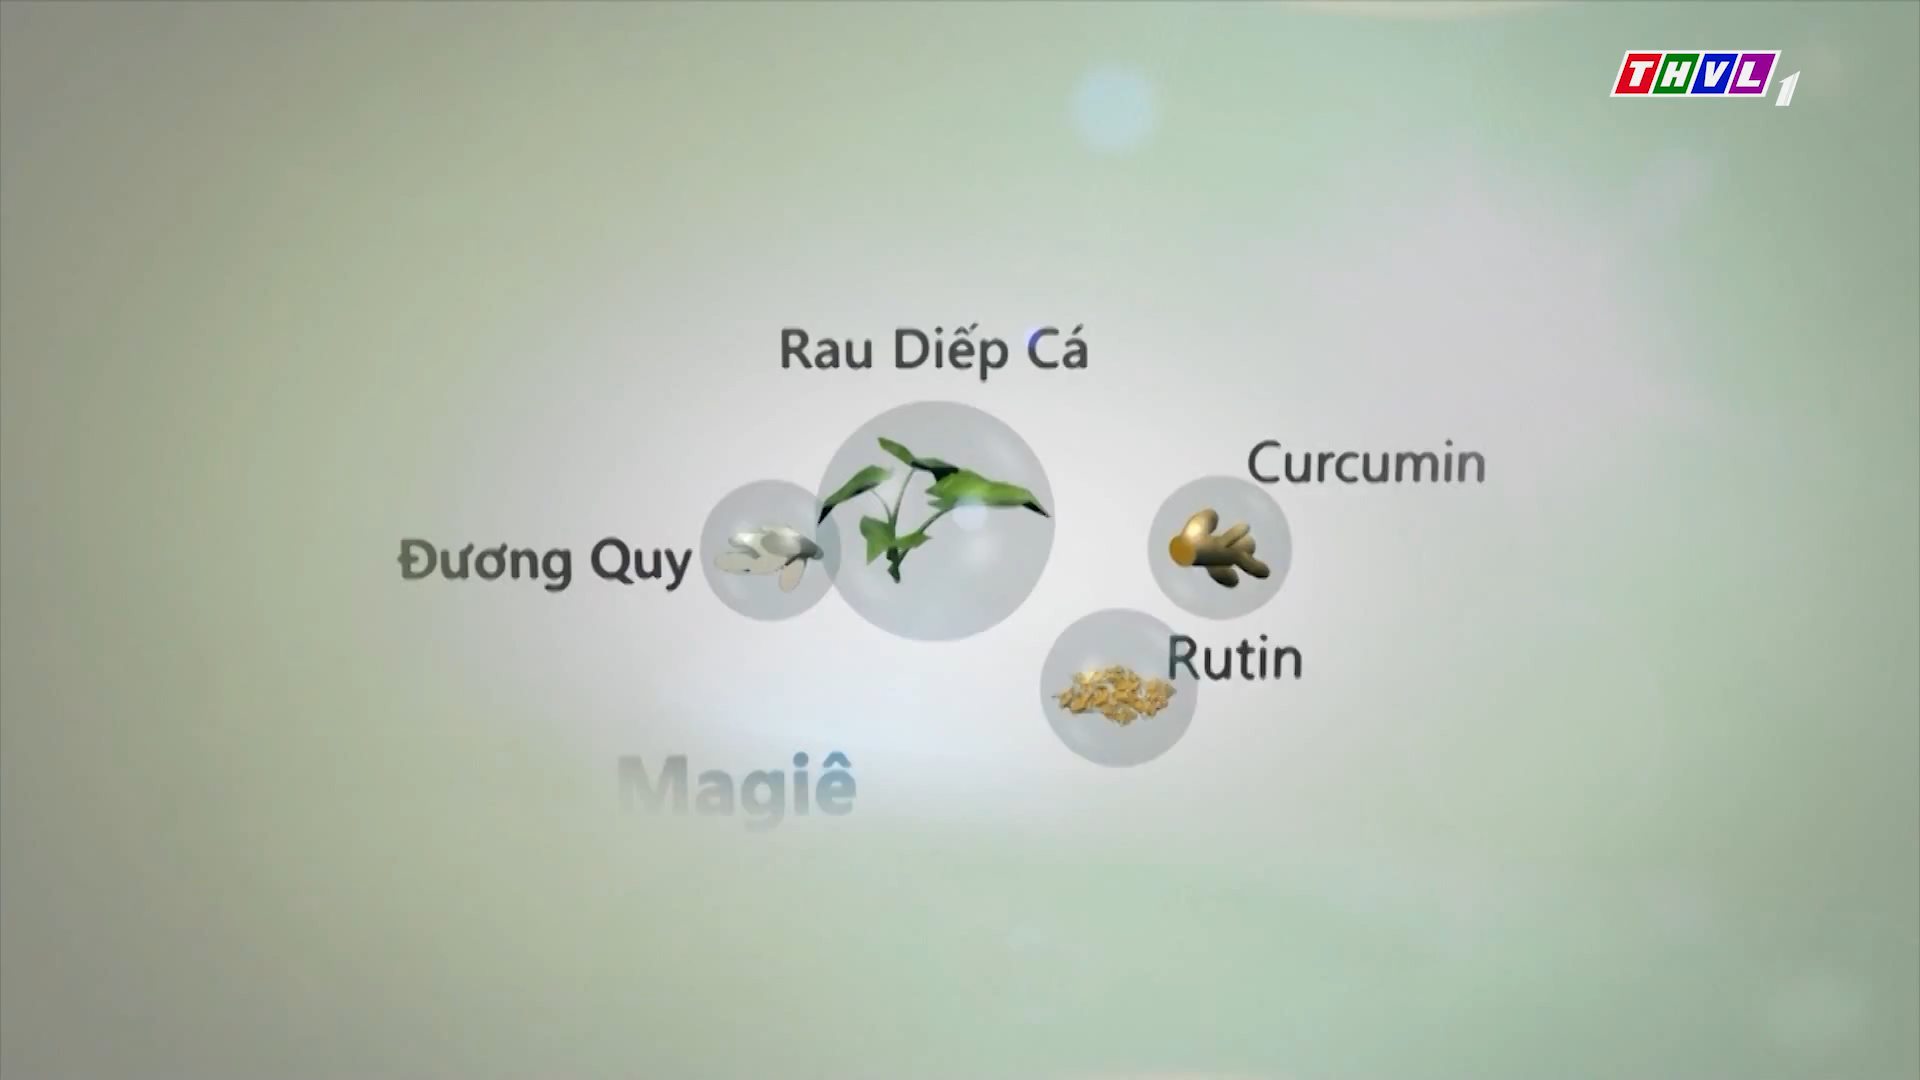 THVL1
Rau Diếp Cá
Curcumin
Đương Quy
Rutin
Magiê